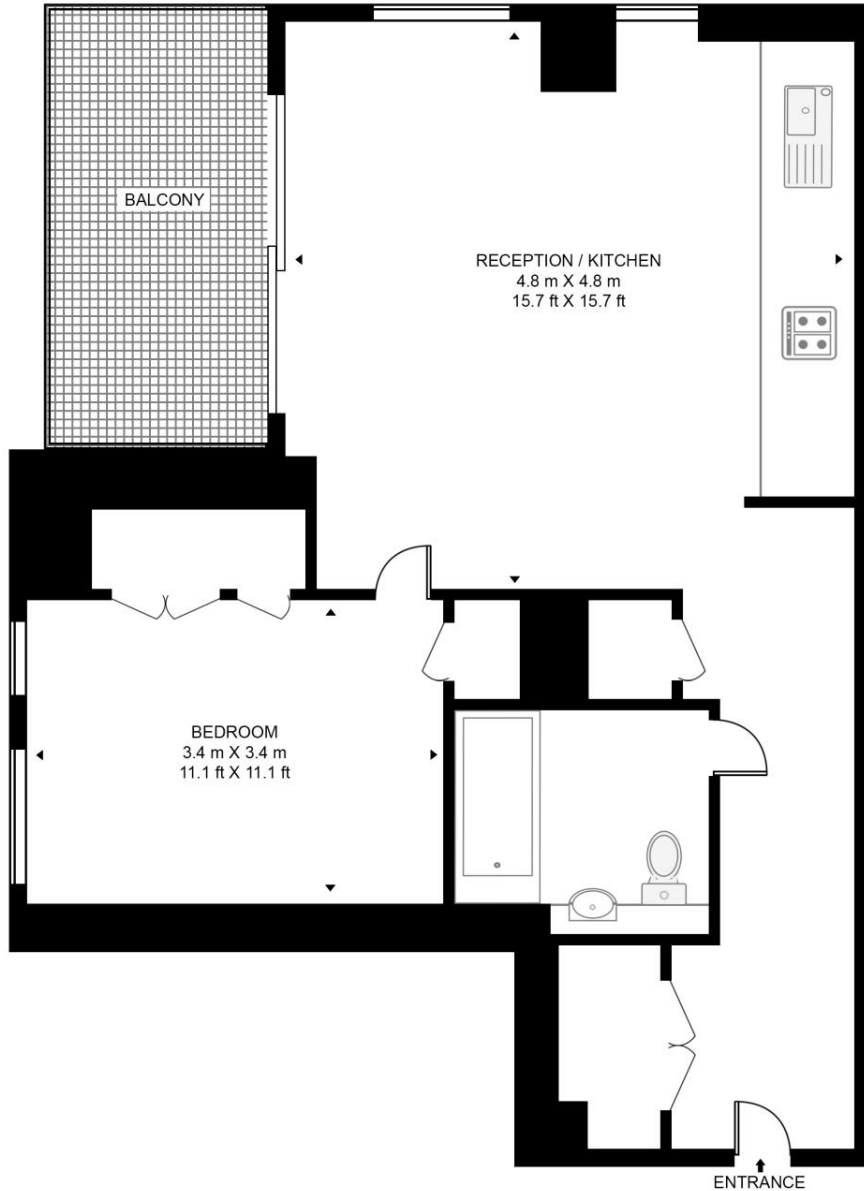 BALCONY
RECEPTION / KITCHEN
4.8 m X 4.8 m
15.7 ft X 15.7 ft
BEDROOM
3.4 m X 3.4 m
11.1 ft X 11.1 ft
ENTRANCE